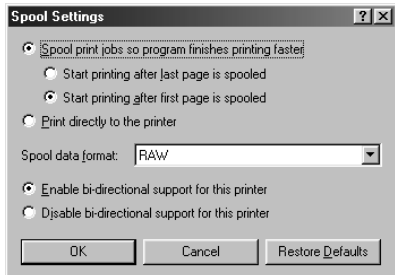 Spool Settings
Spool print jobs so program finishes printing faster
Start printing after last page is spooled
Start printing after first page is spooled
Print directly to the printer
Spool data format: RAW
Enable bi-directional support for this printer
Disable bi-directional support for this printer
OK Cancel Restore Defaults